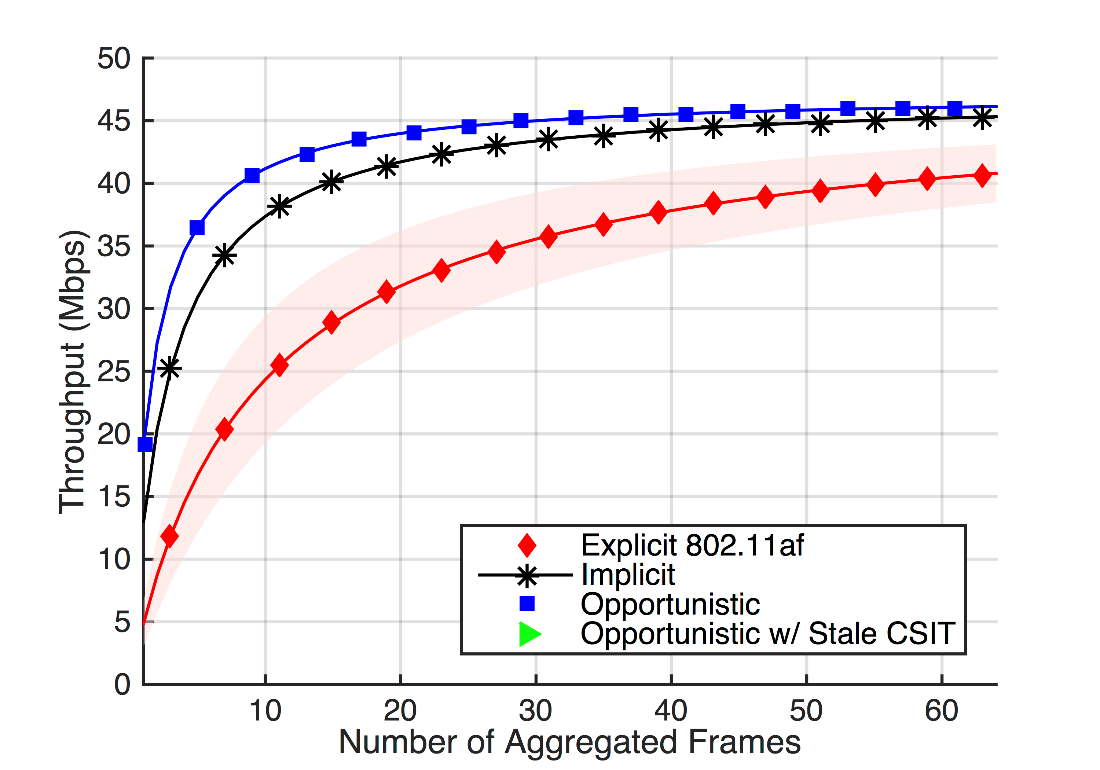 50
45
40
35
30
25
20
15
10
5
0
Throughput (Mbps)
Explicit 802.11af
Implicit
Opportunistic
Opportunistic w/ Stale CSIT
10 20 30 40 50 60
Number of Aggregated Frames